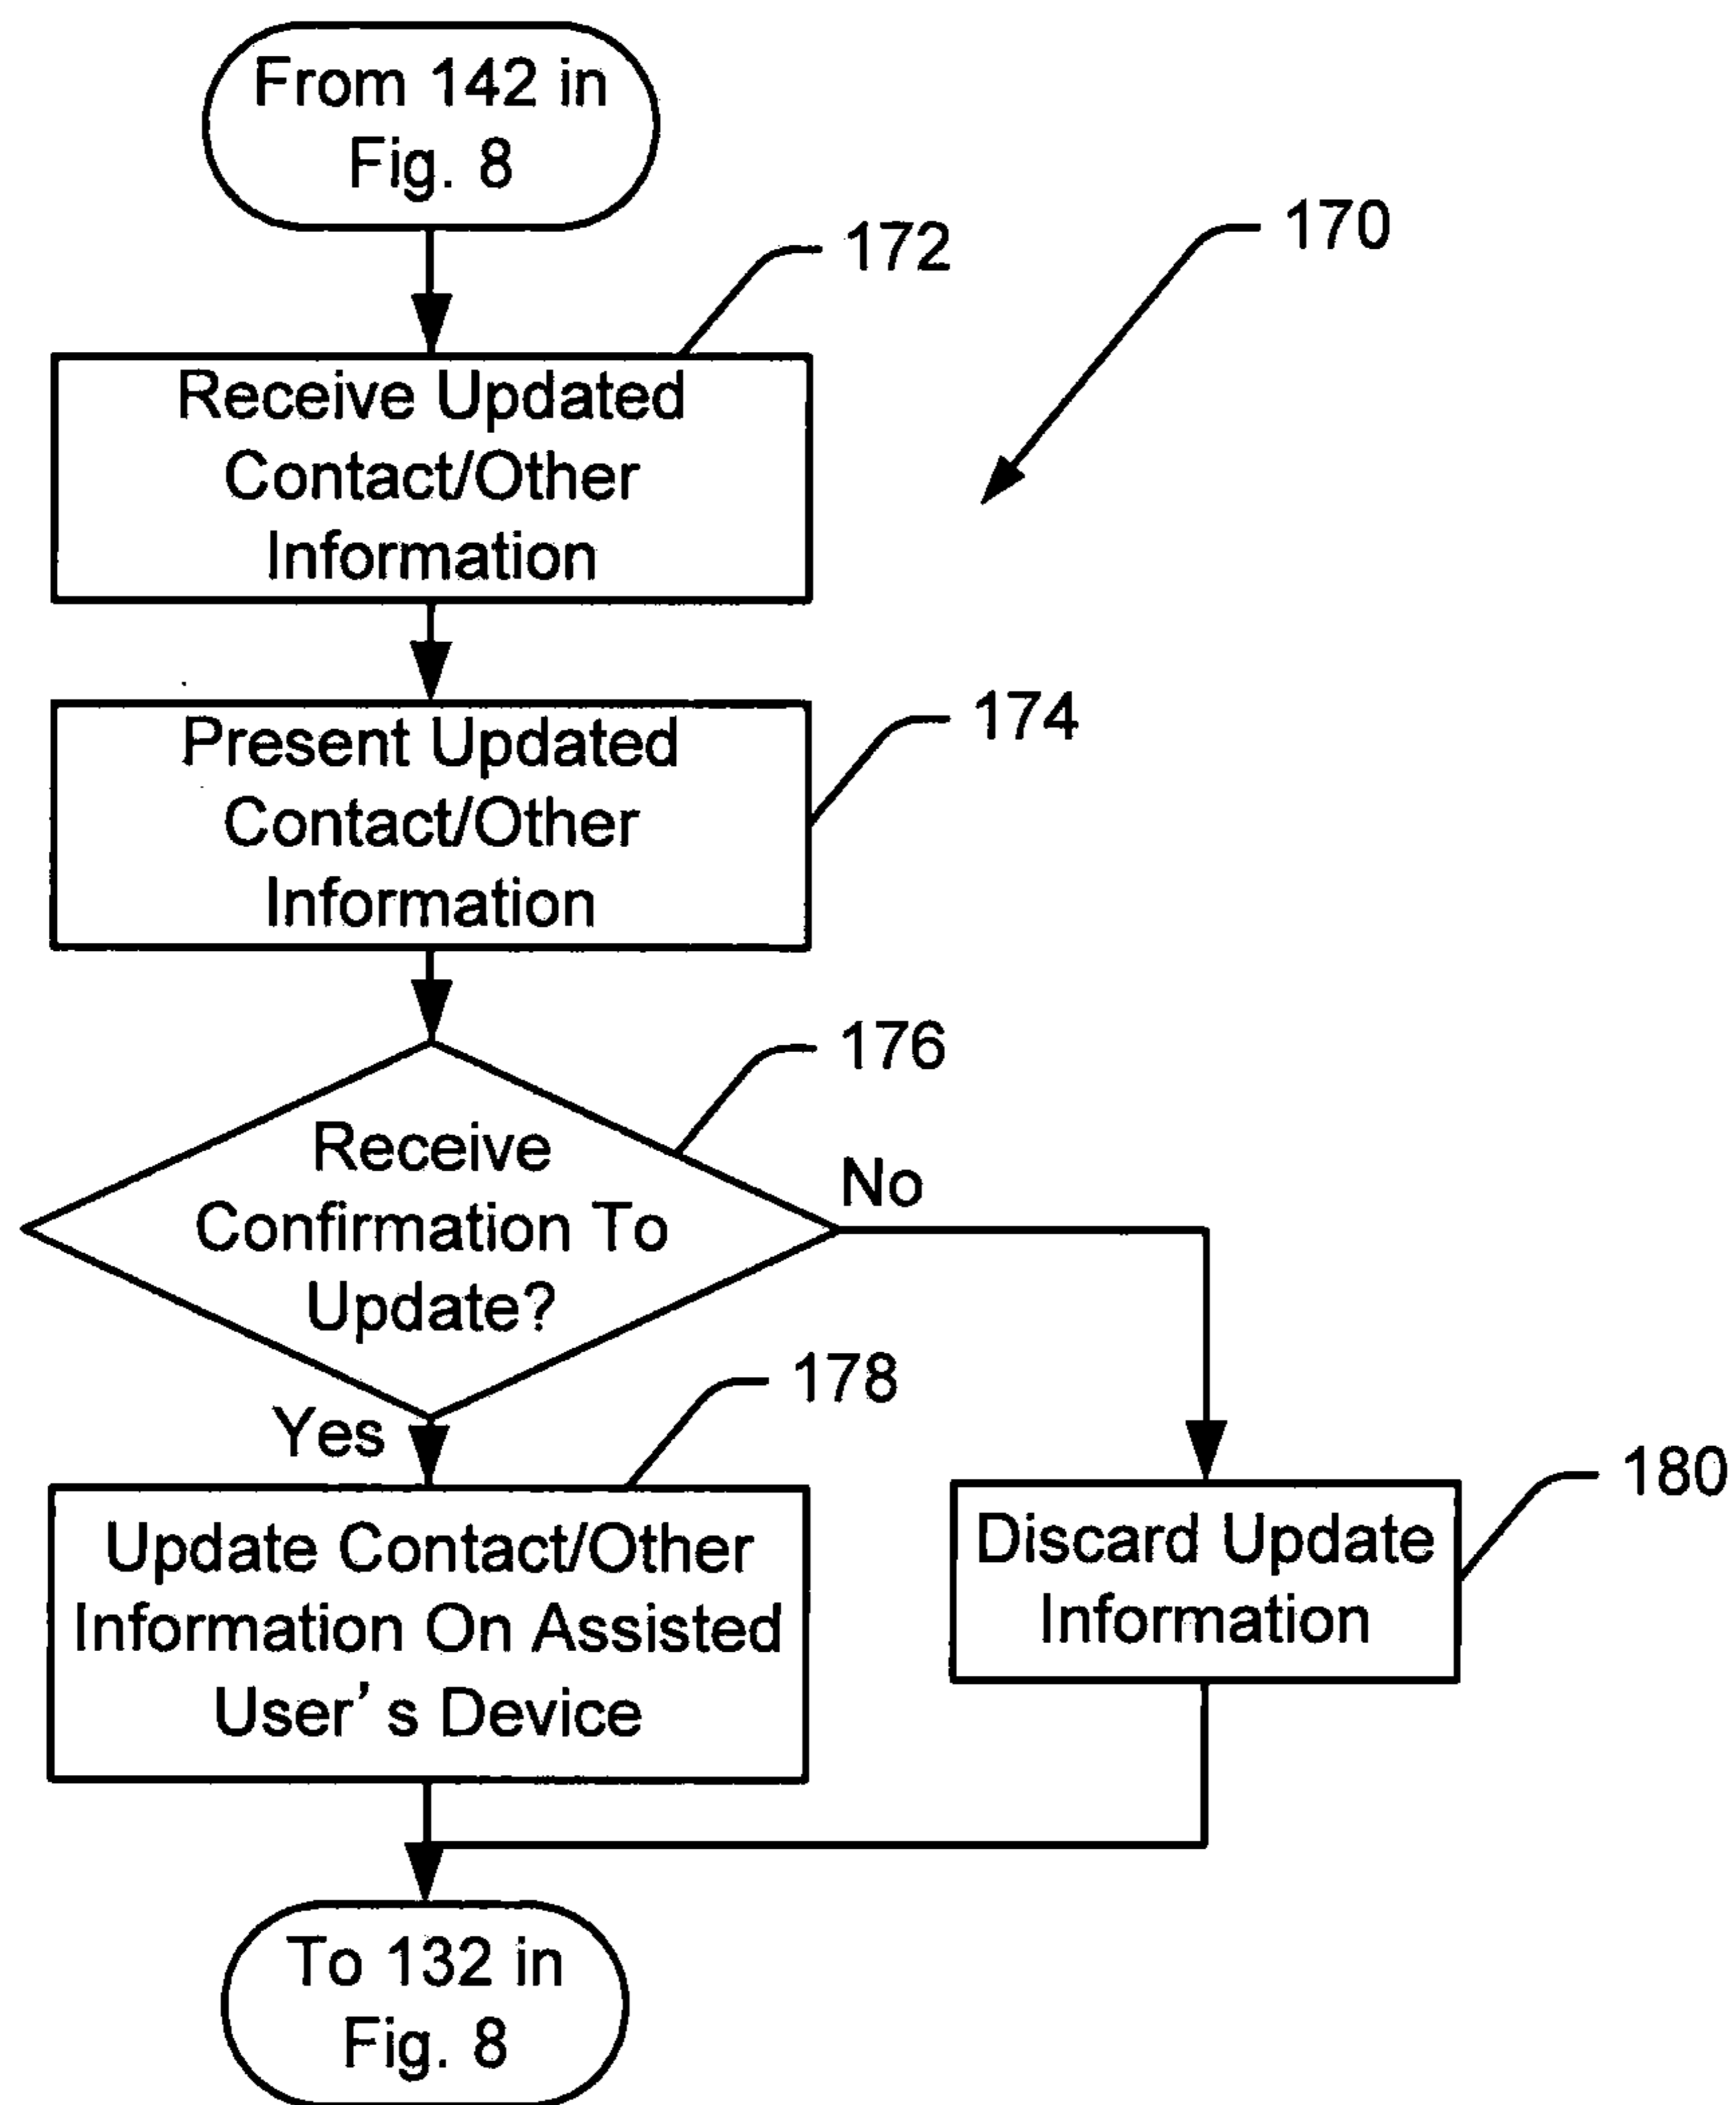 From 142 in
Fig. 8
170
172
Receive Updated
Contact/Other
Information
174
Present Updated
Contact/Other
Information
176
Receive
Confirmation To
Update?
No
Yes
178
Update Contact/Other
Information On Assisted
User's Device
180
Discard Update
Information
To 132 in
Fig. 8